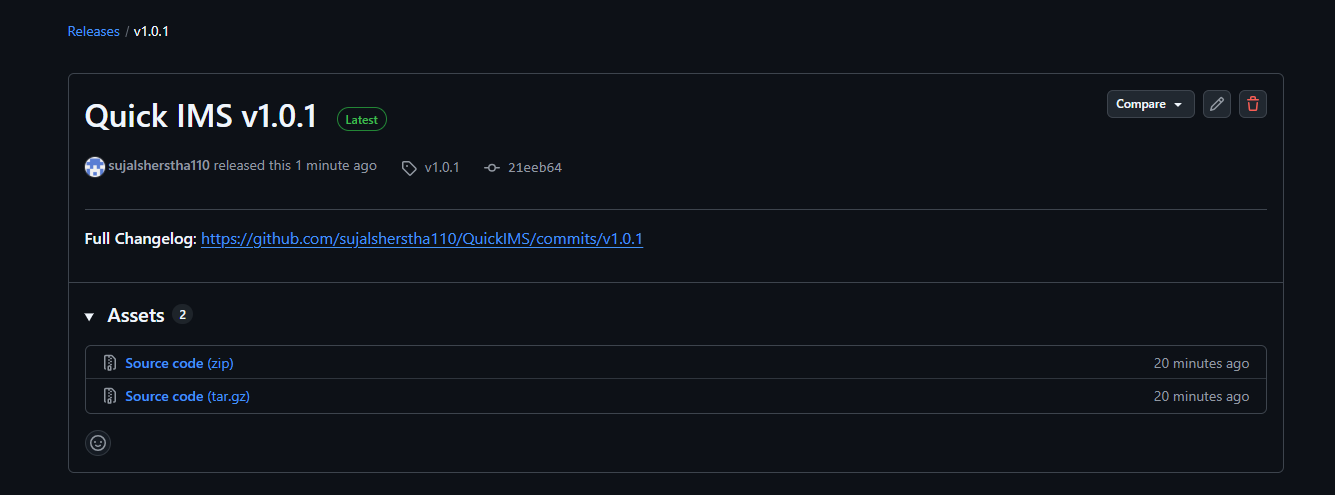 Releases / v1.0.1
Quick IMS v1.0.1 Latest Compare
sujalsherstha110 released this 1 minute ago v1.0.1 21eeb64
Full Changelog: https://github.com/sujalsherstha110/QuickIMS/commits/v1.0.1
Assets 2
Source code (zip) 20 minutes ago
Source code (tar.gz) 20 minutes ago